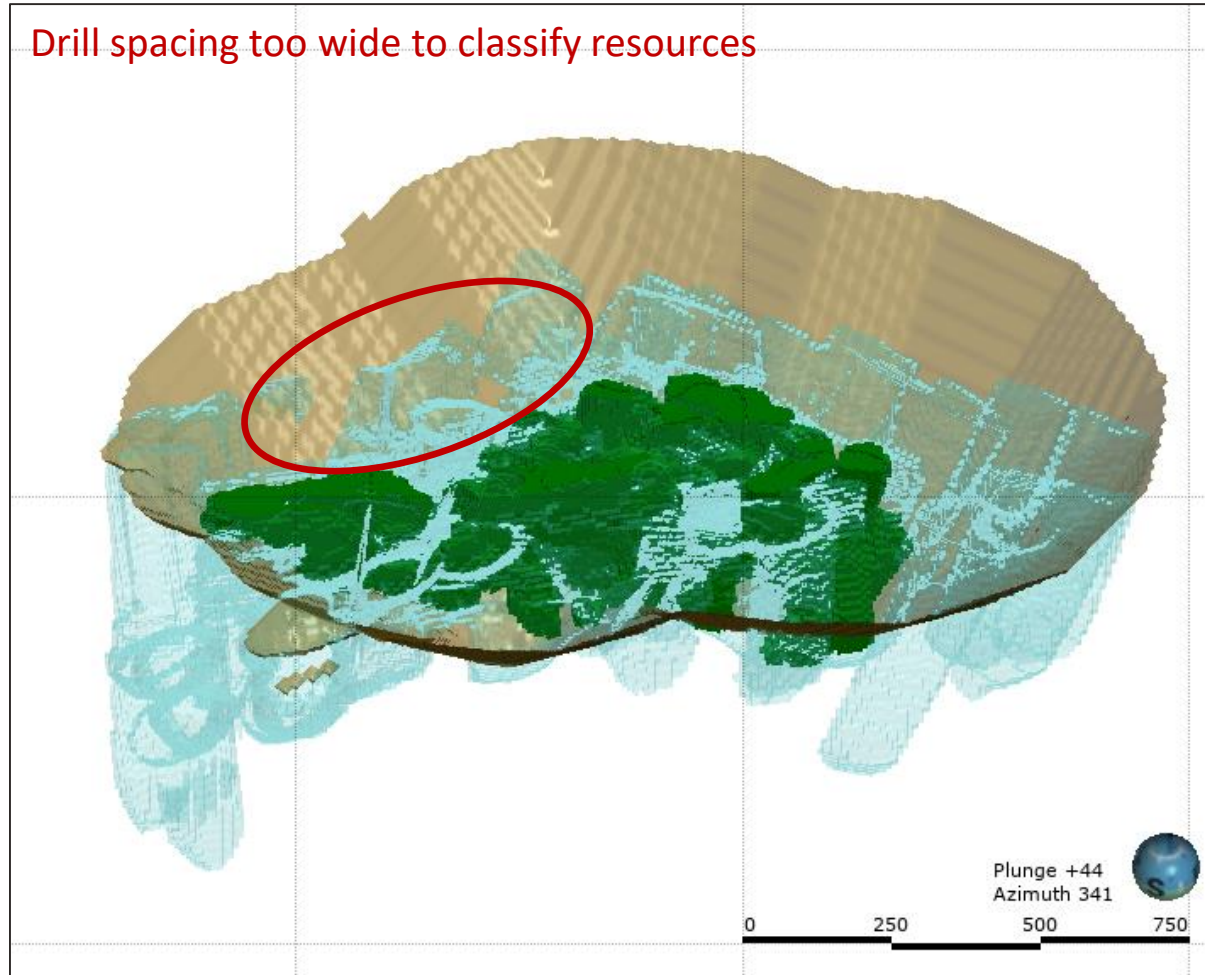 Drill spacing too wide to classify resources
Plunge +44
Azimuth 341
S
0 250 500 750